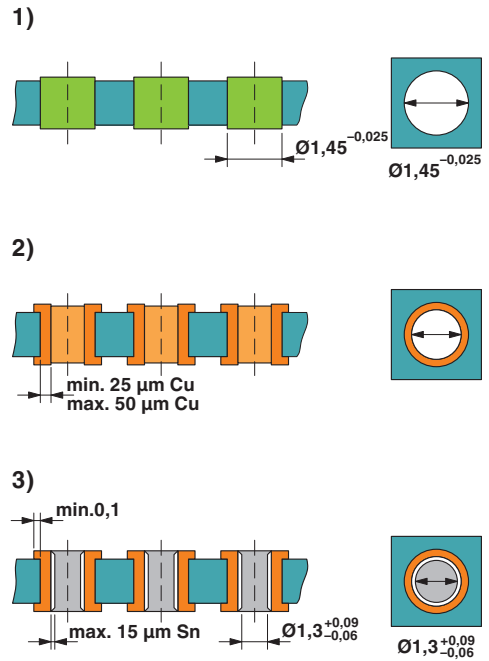 1)
Ø1,45 –0,025
Ø1,45 –0,025
2)
min. 25 µm Cu
max. 50 µm Cu
3)
min.0,1
max. 15 µm Sn
Ø1,3 +0,09 –0,06
Ø1,3 +0,09 –0,06